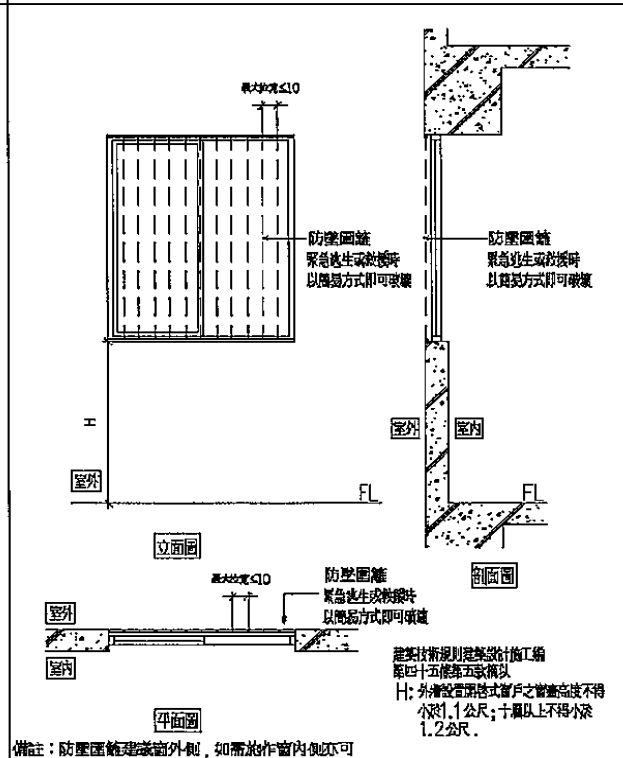 最大位寬≤10
防墜圍籬
緊急逃生或救援時
以簡易方式即可破壞
防墜圍籬
緊急逃生或救援時
以簡易方式即可破壞
H
室外
室內
室外
FL
FL
立面圖
剖面圖
最大位寬≤10
防墜圍籬
緊急逃生或救援時
以簡易方式即可破壞
室外
室內
平面圖
建築技術規則建築設計施工編
第四十五條第五款摘以
H: 外牆設置開啓式窗戶之窗臺高度不得
小於1.1公尺;十層以上不得小於
1.2公尺.
備註:防墜圍籬建議窗外側,如需施作窗內側亦可